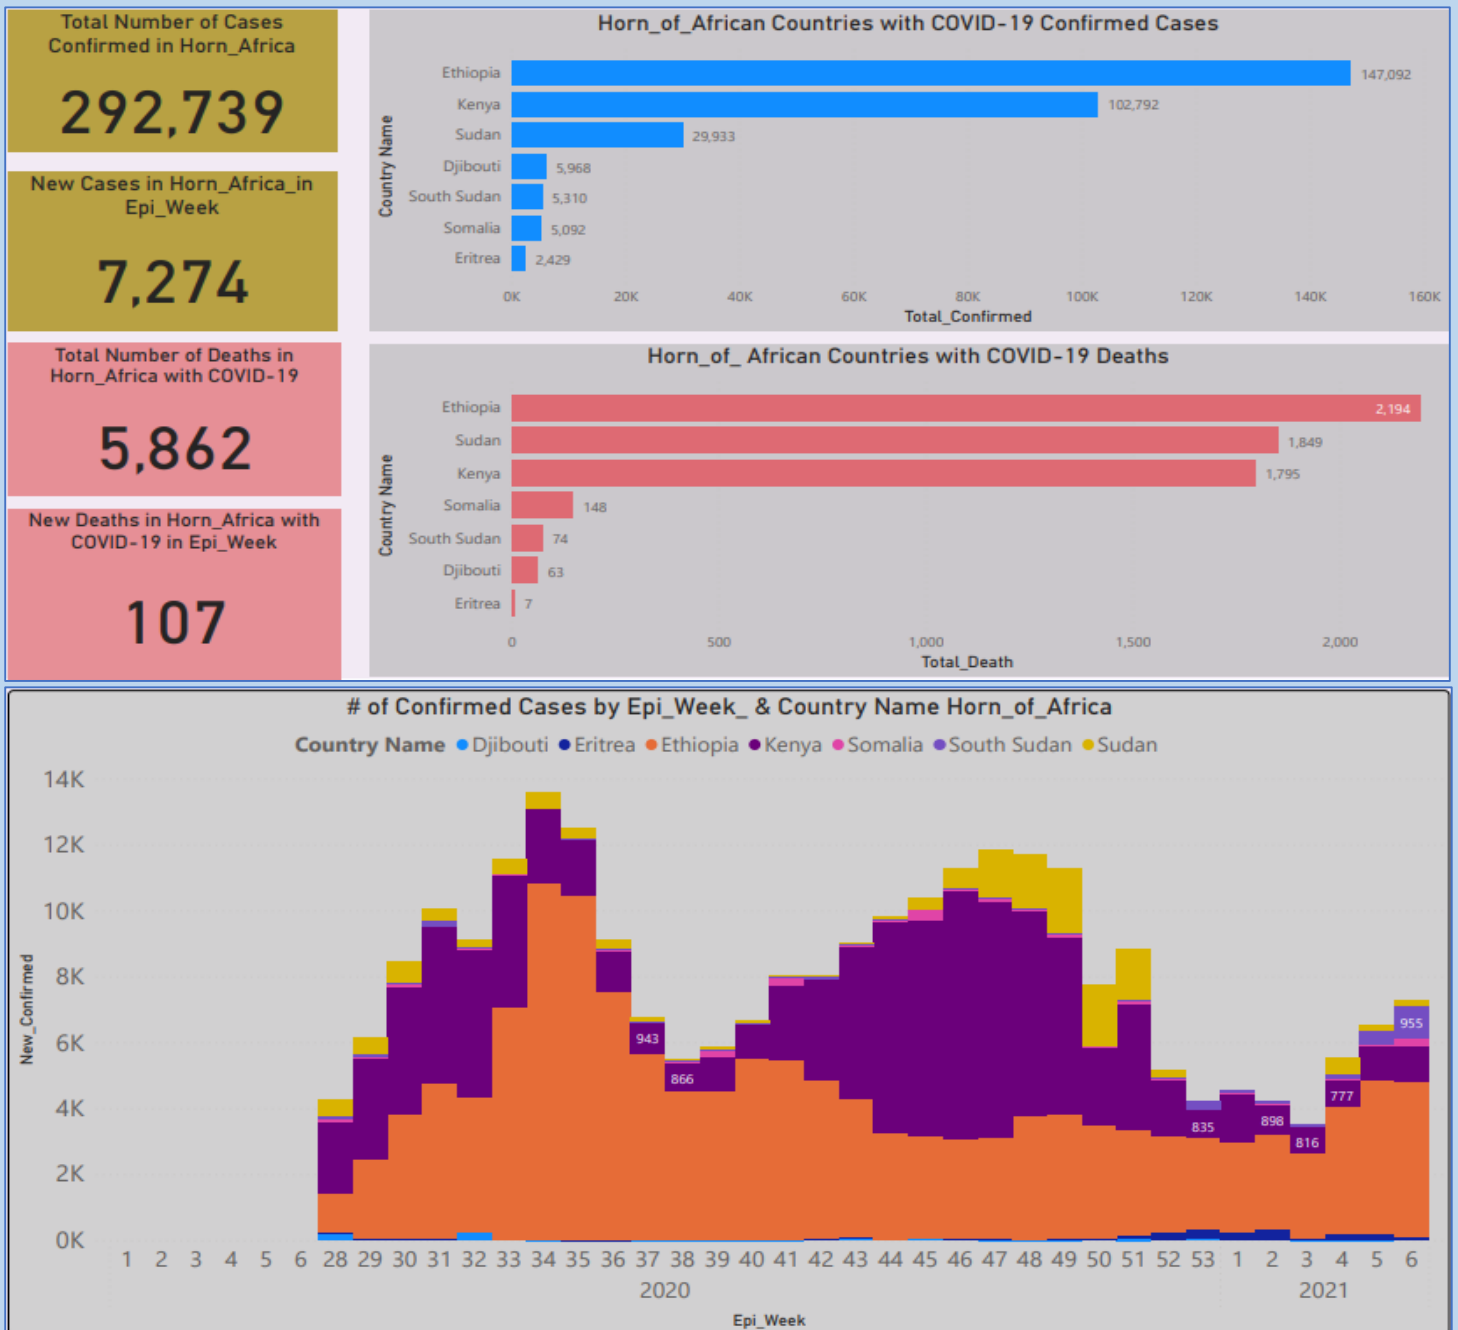 Total Number of Cases
Confirmed in Horn_Africa
292,739
New Cases in Horn_Africa_in
Epi_Week
7,274
Total Number of Deaths in
Horn_Africa with COVID-19
5,862
New Deaths in Horn_Africa with
COVID-19 in Epi_Week
107
Horn_of_African Countries with COVID-19 Confirmed Cases
Country Name
Ethiopia 147,092
Kenya 102,792
Sudan 29,933
Djibouti 5,968
South Sudan 5,310
Somalia 5,092
Eritrea 2,429
0K 20K 40K 60K 80K 100K 120K 140K 160K
Total_Confirmed
Horn_of_ African Countries with COVID-19 Deaths
Country Name
Ethiopia 2,194
Sudan 1,849
Kenya 1,795
Somalia 148
South Sudan 74
Djibouti 63
Eritrea 7
0 500 1,000 1,500 2,000
Total_Death
# of Confirmed Cases by Epi_Week_ & Country Name Horn_of_Africa
Country Name Djibouti Eritrea Ethiopia Kenya Somalia South Sudan Sudan
New_Confirmed
14K
12K
10K
8K
6K
4K
2K
0K
943
866
835
898
816
777
955
1 2 3 4 5 6 28 29 30 31 32 33 34 35 36 37 38 39 40 41 42 43 44 45 46 47 48 49 50 51 52 53 1 2 3 4 5 6
2020 2021
Epi_Week